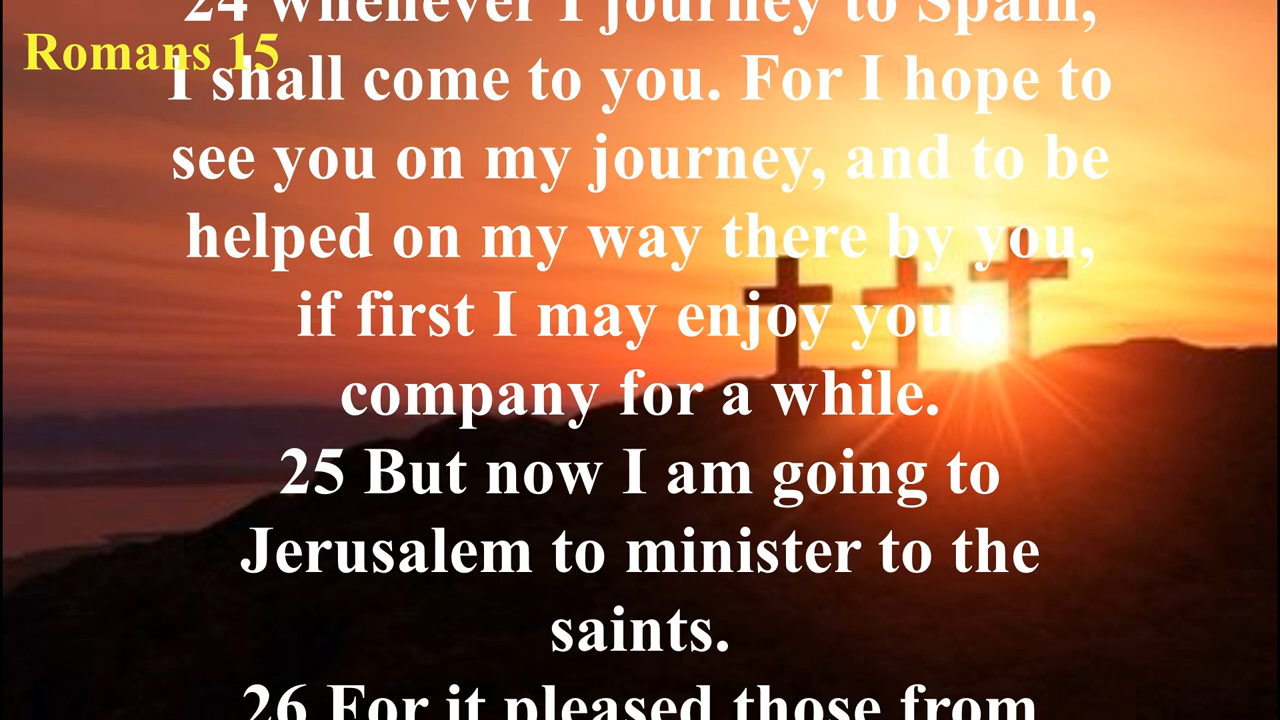 24 whenever I journey to Spain,
Romans 15
I shall come to you. For I hope to
see you on my journey, and to be
helped on my way there by you,
if first I may enjoy your
company for a while.
25 But now I am going to
Jerusalem to minister to the
saints.
26 For it pleased those from